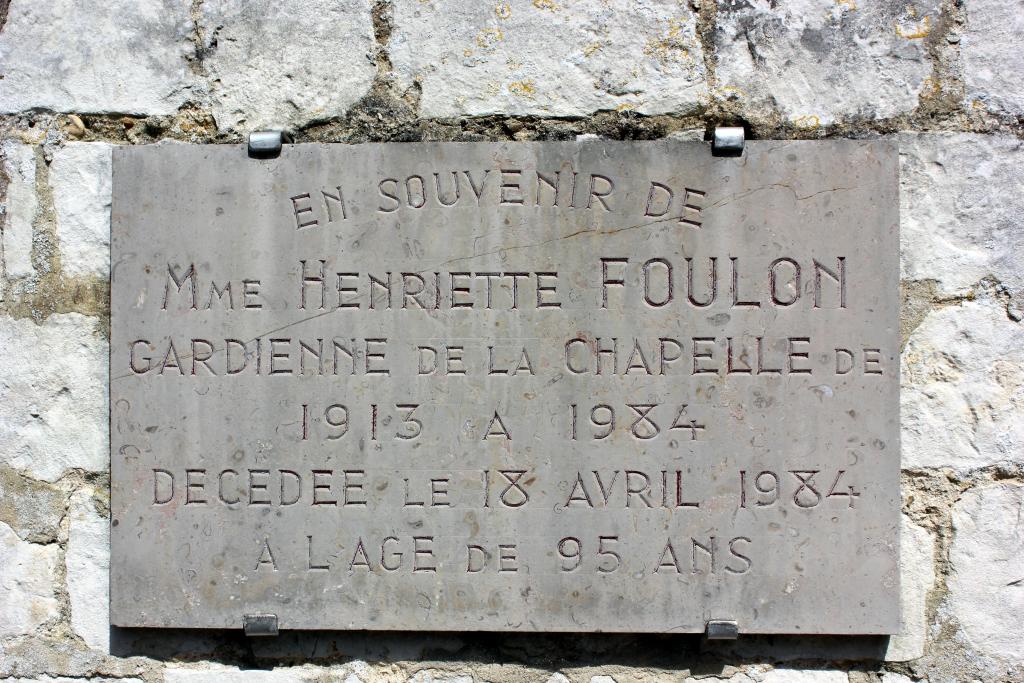 EN SOUVENIR DE
MME HENRIETTE FOULON
GARDIENNE DE LA CHAPELLE DE
1913 A 1984
DECEDEE LE 18 AVRIL 1984
A L'AGE DE 95 ANS